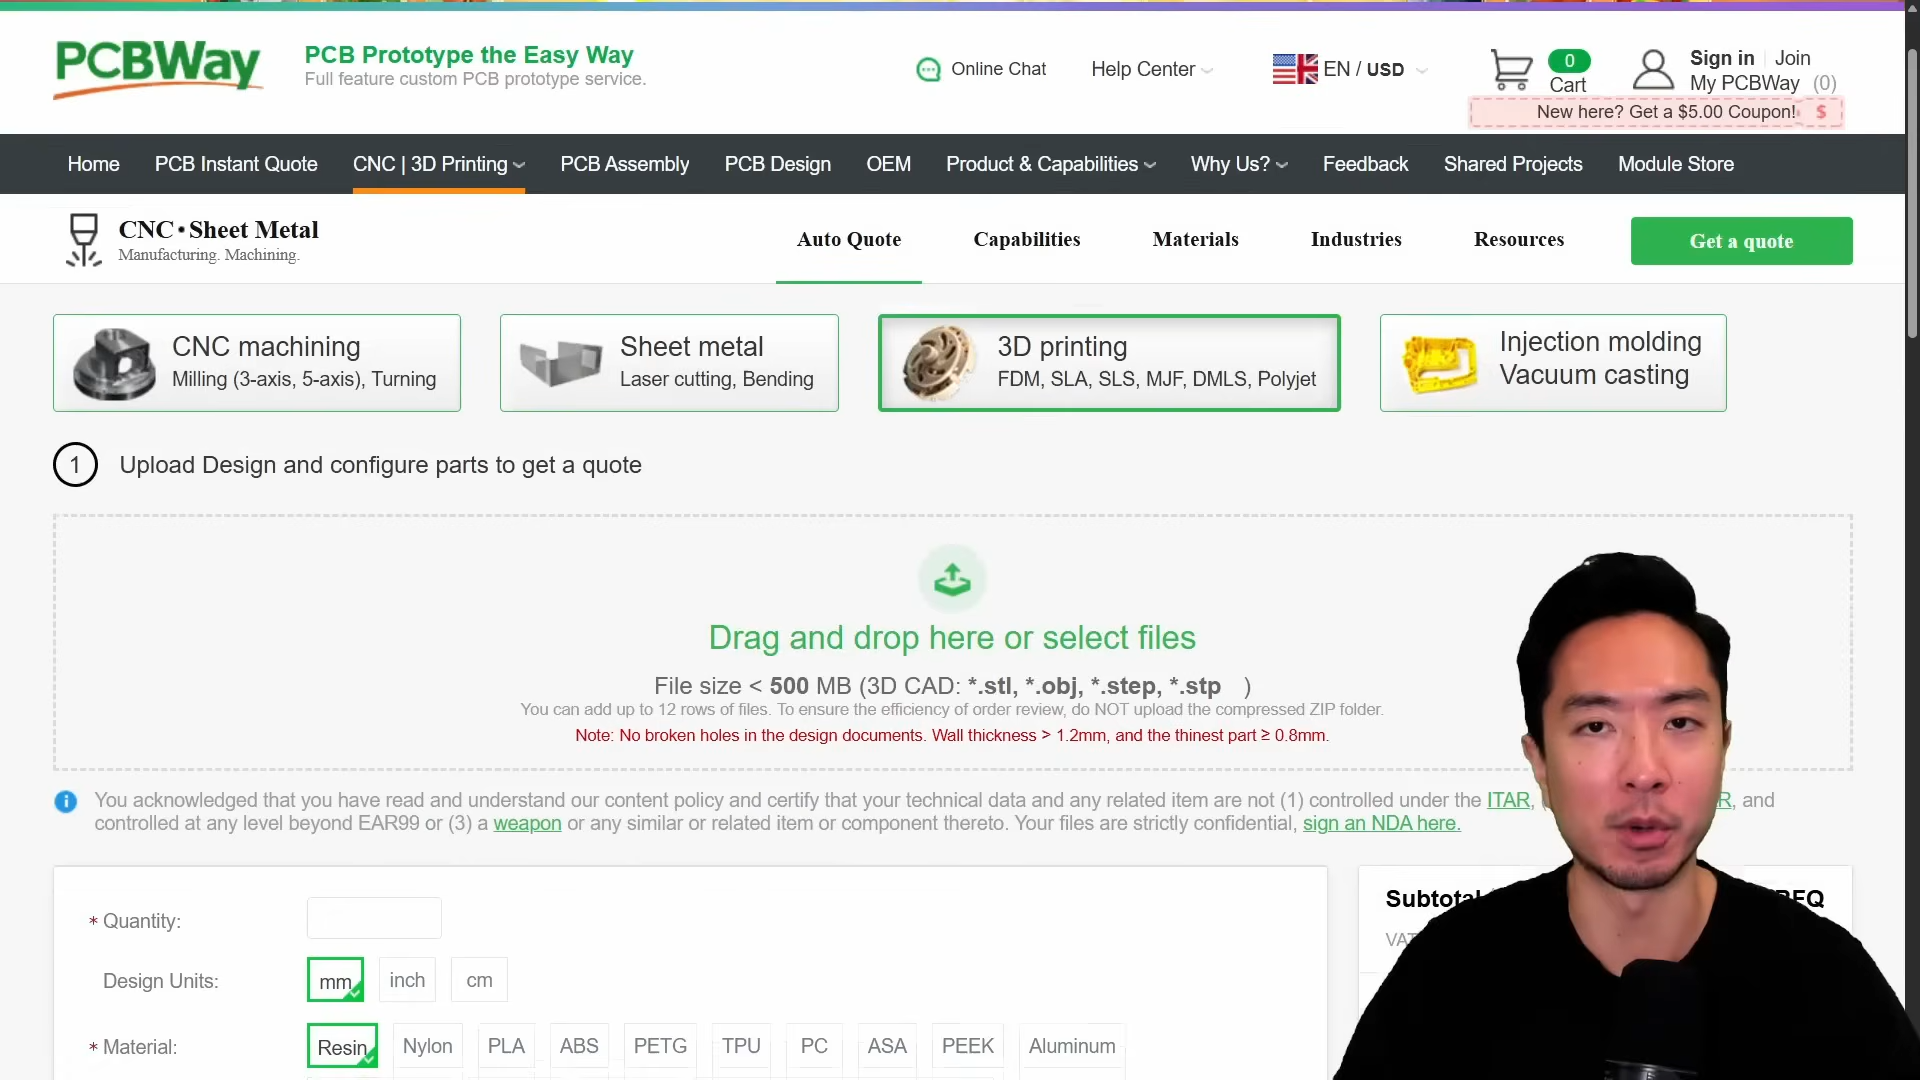 PCBWay
PCB Prototype the Easy Way
Full feature custom PCB prototype service.
Online Chat
Help Center
EN / USD
0
Cart
Sign in
Join
My PCBWay (0)
New here? Get a $5.00 Coupon! $
Home
PCB Instant Quote
CNC | 3D Printing
PCB Assembly
PCB Design
OEM
Product & Capabilities
Why Us?
Feedback
Shared Projects
Module Store
CNC • Sheet Metal
Manufacturing. Machining.
Auto Quote
Capabilities
Materials
Industries
Resources
Get a quote
CNC machining
Milling (3-axis, 5-axis), Turning
Sheet metal
Laser cutting, Bending
3D printing
FDM, SLA, SLS, MJF, DMLS, Polyjet
Injection molding
Vacuum casting
1 Upload Design and configure parts to get a quote
Drag and drop here or select files
File size < 500 MB (3D CAD: *.stl, *.obj, *.step, *.stp )
You can add up to 12 rows of files. To ensure the efficiency of order review, do NOT upload the compressed ZIP folder.
Note: No broken holes in the design documents. Wall thickness > 1.2mm, and the thinest part ≥ 0.8mm.
You acknowledged that you have read and understand our content policy and certify that your technical data and any related item are not (1) controlled under the ITAR, R, and
controlled at any level beyond EAR99 or (3) a weapon or any similar or related item or component thereto. Your files are strictly confidential, sign an NDA here.
* Quantity:
Design Units:
mm
inch
cm
* Material:
Resin
Nylon
PLA
ABS
PETG
TPU
PC
ASA
PEEK
Aluminum
Subtotal
RFQ
VAT